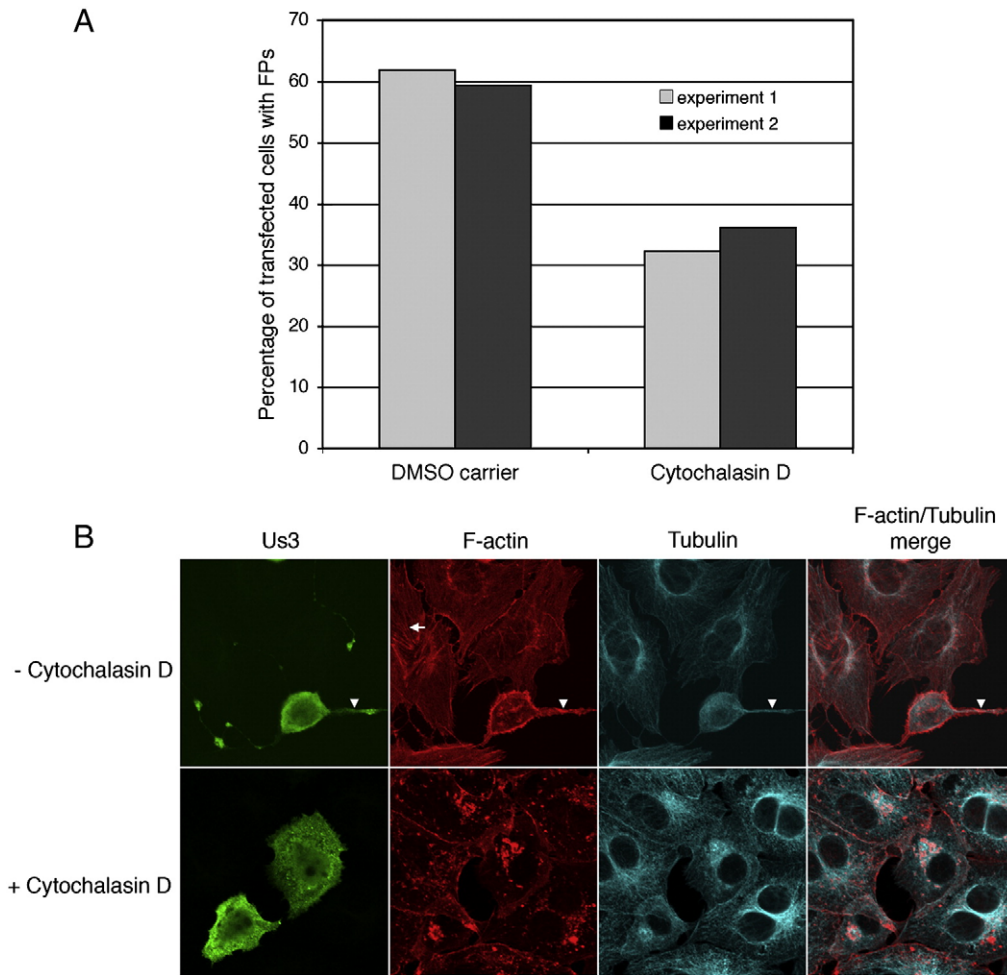 A
Percentage of transfected cells with FPs
70
60
50
40
30
20
10
0
experiment 1
experiment 2
DMSO carrier
Cytochalasin D
B
Us3
F-actin
Tubulin
F-actin/Tubulin
merge
- Cytochalasin D
+ Cytochalasin D